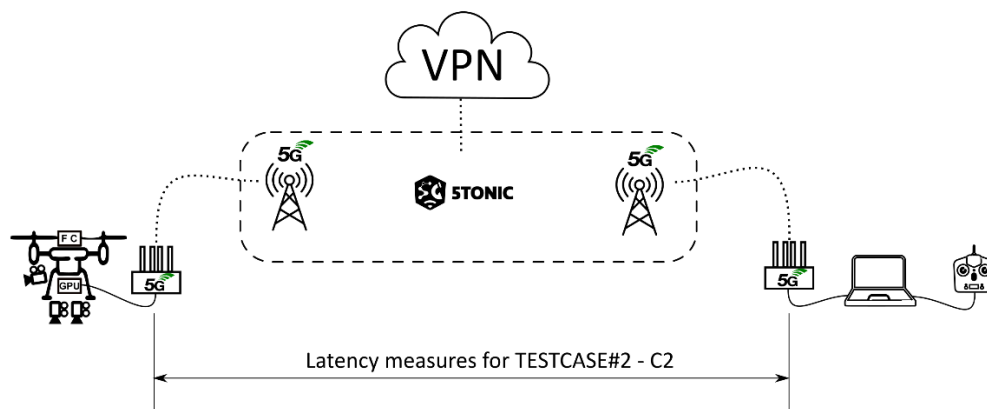 VPN
5G
5G
5TONIC
FC
GPU
5G
5G
Latency measures for TESTCASE#2 - C2